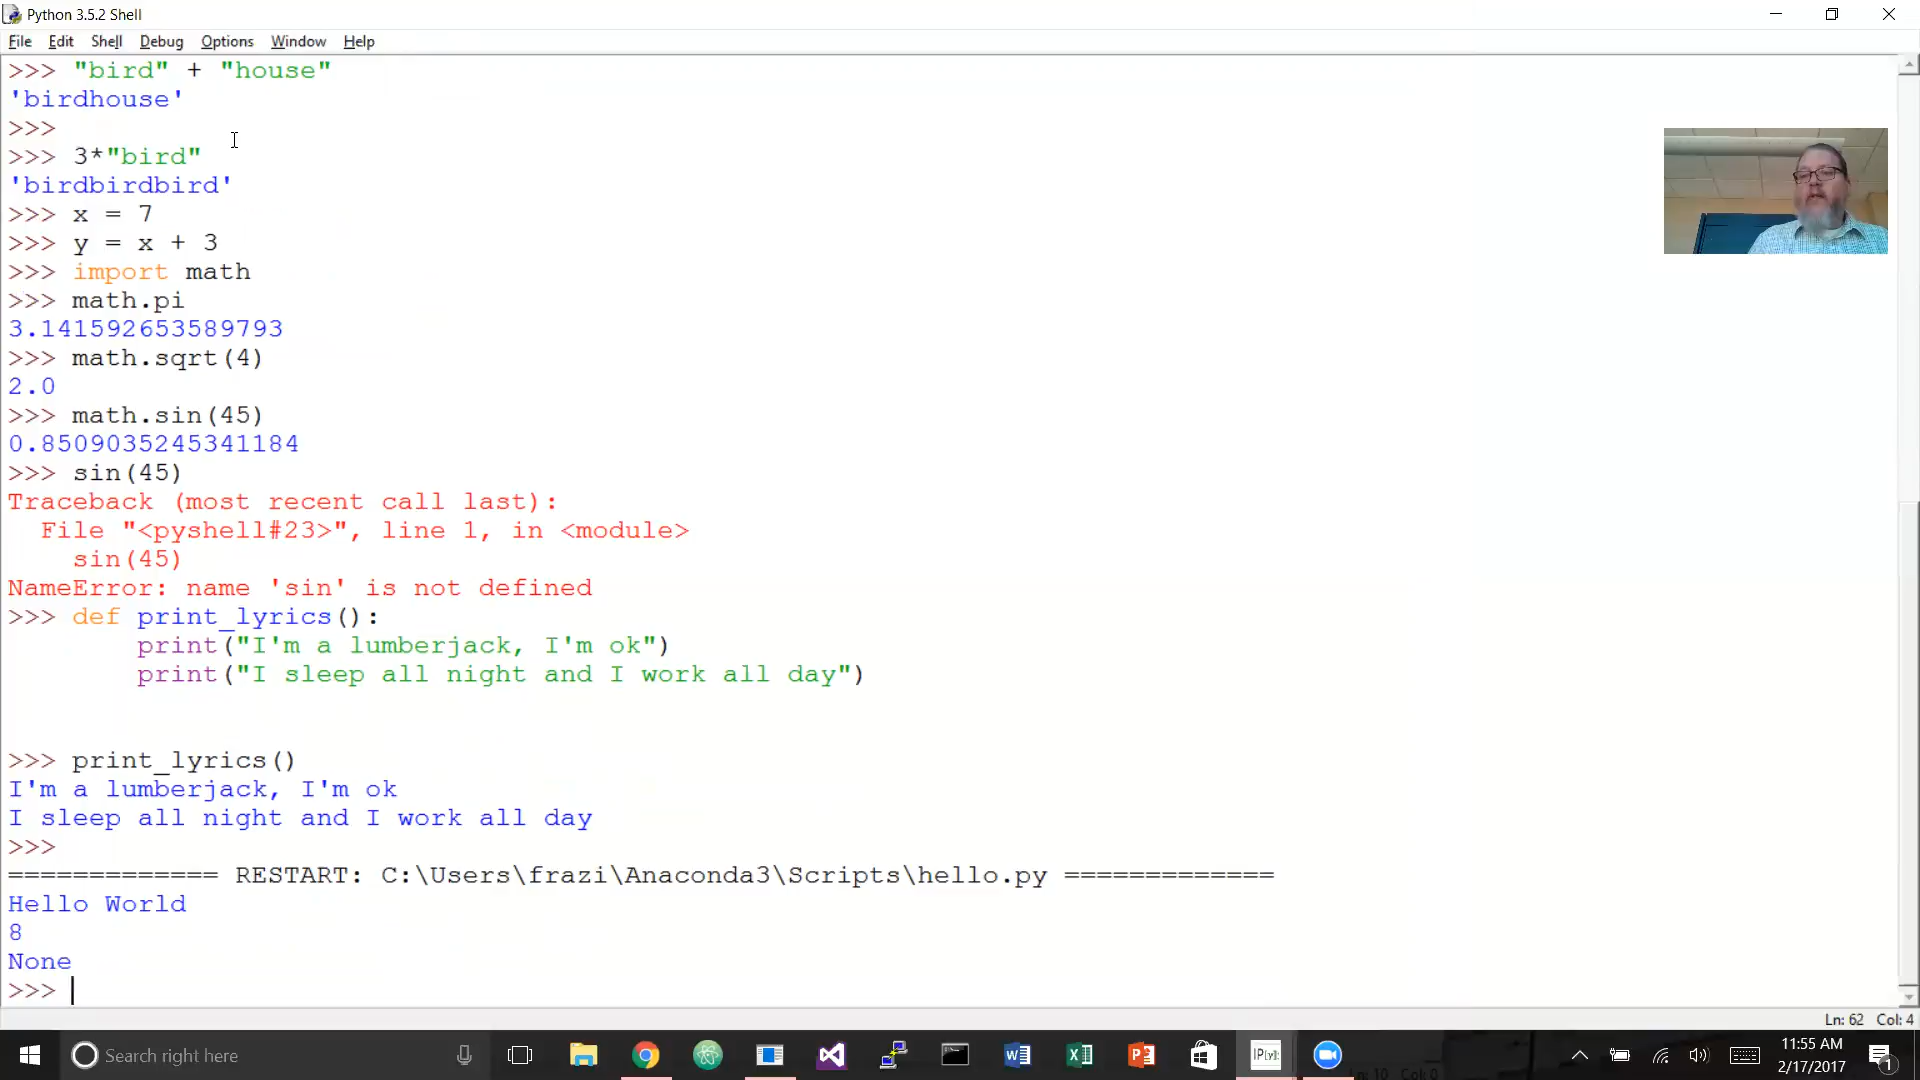 Python 3.5.2 Shell
File Edit Shell Debug Options Window Help
>>> "bird" + "house"
'birdhouse'
>>>
>>> 3*"bird"
'birdbirdbird'
>>> x = 7
>>> y = x + 3
>>> import math
>>> math.pi
3.141592653589793
>>> math.sqrt(4)
2.0
>>> math.sin(45)
0.8509035245341184
>>> sin(45)
Traceback (most recent call last):
  File "<pyshell#23>", line 1, in <module>
    sin(45)
NameError: name 'sin' is not defined
>>> def print_lyrics():
        print("I'm a lumberjack, I'm ok")
        print("I sleep all night and I work all day")
>>> print_lyrics()
I'm a lumberjack, I'm ok
I sleep all night and I work all day
>>>
============= RESTART: C:\Users\frazi\Anaconda3\Scripts\hello.py =============
Hello World
8
None
>>>
Ln: 62 Col: 4
Search right here
IP[y]:
11:55 AM
2/17/2017
1